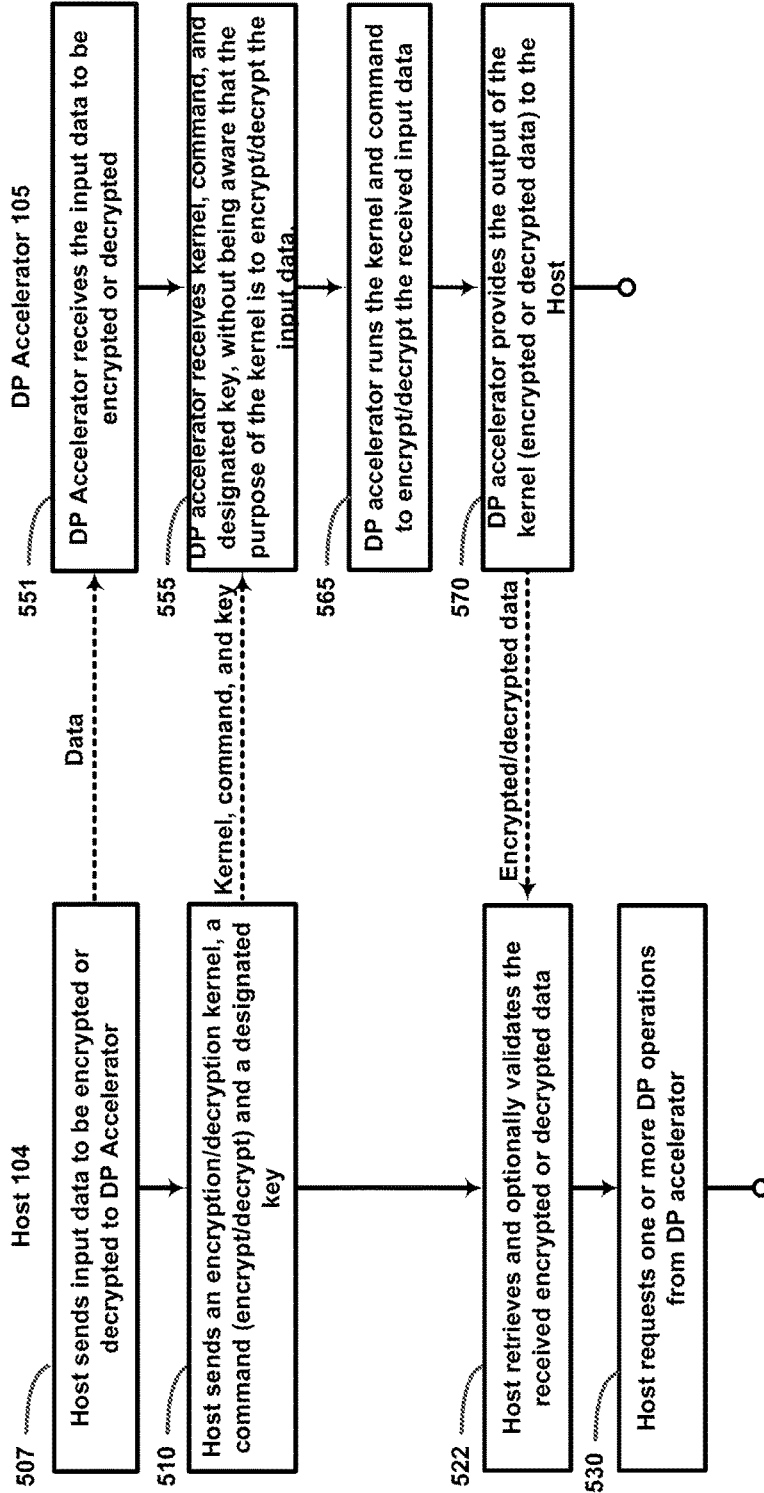 Host 104
507
Host sends input data to be encrypted or
decrypted to DP Accelerator
510
Host sends an encryption/decryption kernel, a
command (encrypt/decrypt) and a designated
key
522
Host retrieves and optionally validates the
received encrypted or decrypted data
530
Host requests one or more DP operations
from DP accelerator
Data
Kernel, command, and key
Encrypted/decrypted data
DP Accelerator 105
551
DP Accelerator receives the input data to be
encrypted or decrypted
555
DP accelerator receives kernel, command, and
designated key, without being aware that the
purpose of the kernel is to encrypt/decrypt the
input data.
565
DP accelerator runs the kernel and command
to encrypt/decrypt the received input data
570
DP accelerator provides the output of the
kernel (encrypted or decrypted data) to the
Host